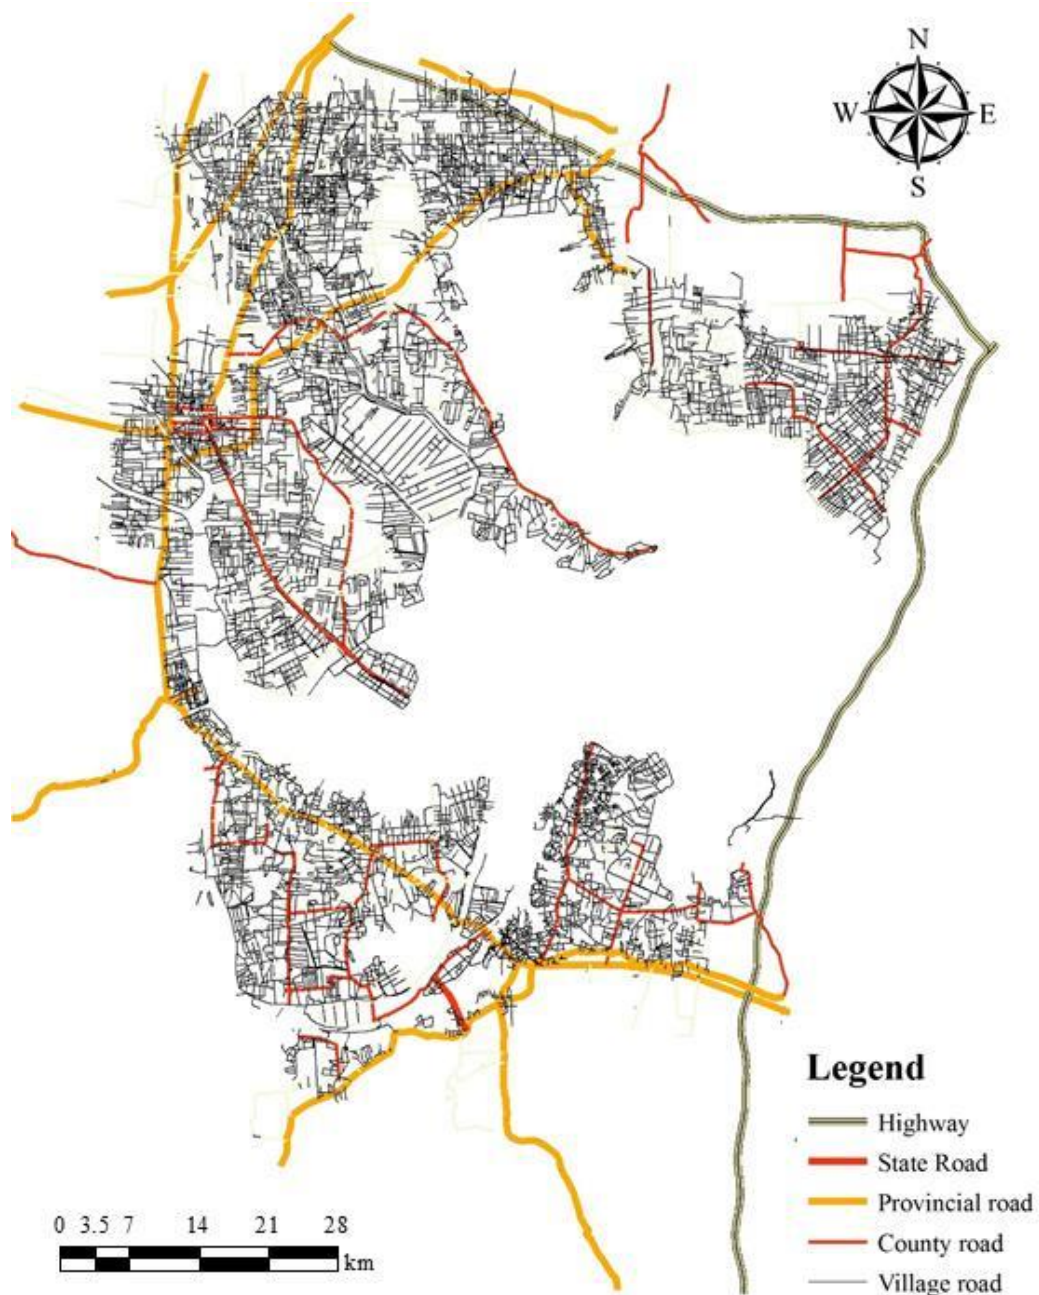 N
W E
S
Legend
Highway
State Road
Provincial road
County road
Village road
0 3.5 7 14 21 28
km